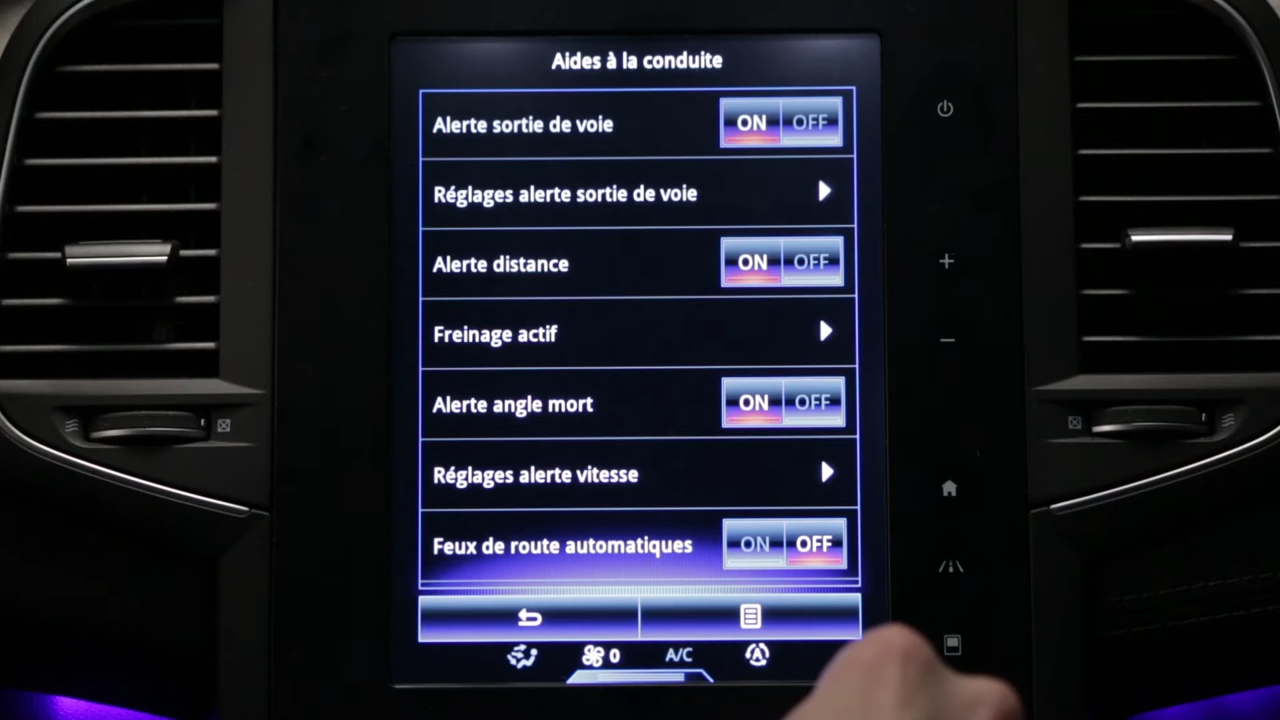 Aides à la conduite
Alerte sortie de voie ON OFF
Réglages alerte sortie de voie
Alerte distance ON OFF
Freinage actif
Alerte angle mort ON OFF
Réglages alerte vitesse
Feux de route automatiques ON OFF
0 A/C A